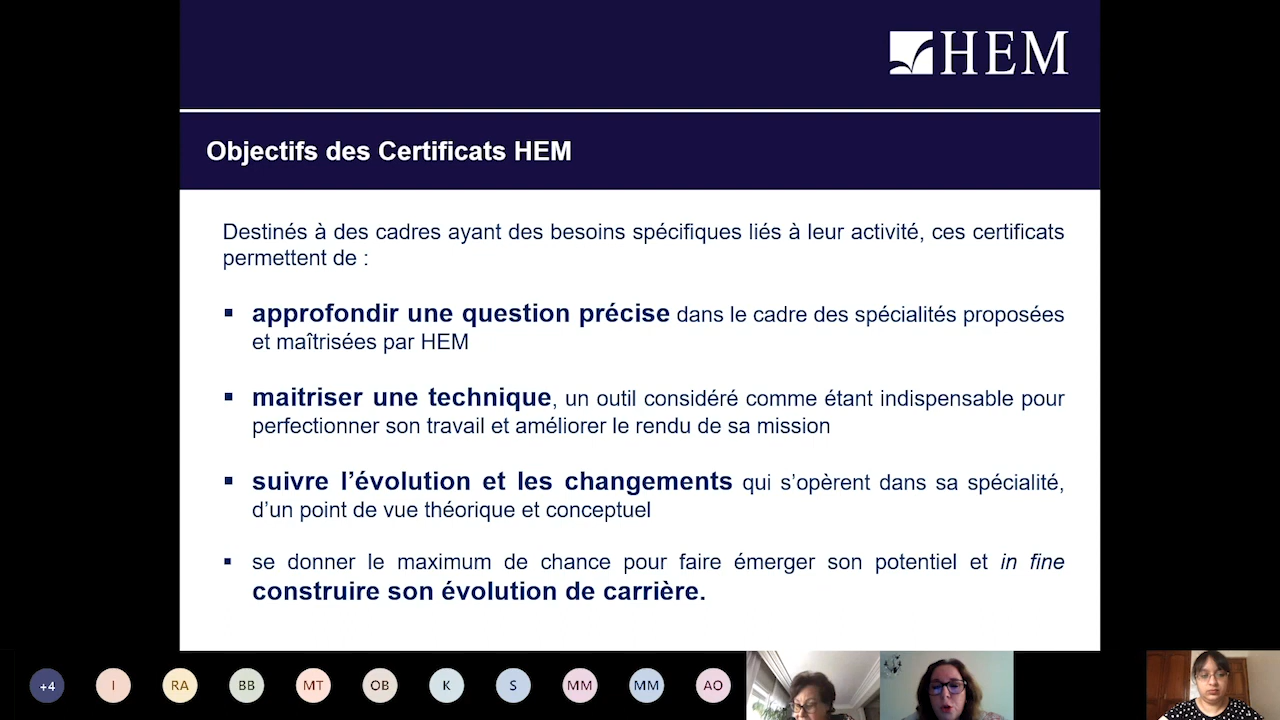 HEM
Objectifs des Certificats HEM
Destinés à des cadres ayant des besoins spécifiques liés à leur activité, ces certificats
permettent de :
▪ approfondir une question précise dans le cadre des spécialités proposées
et maîtrisées par HEM
▪ maitriser une technique, un outil considéré comme étant indispensable pour
perfectionner son travail et améliorer le rendu de sa mission
▪ suivre l’évolution et les changements qui s’opèrent dans sa spécialité,
d’un point de vue théorique et conceptuel
▪ se donner le maximum de chance pour faire émerger son potentiel et in fine
construire son évolution de carrière.
+4 I RA BB MT OB K S MM MM AO